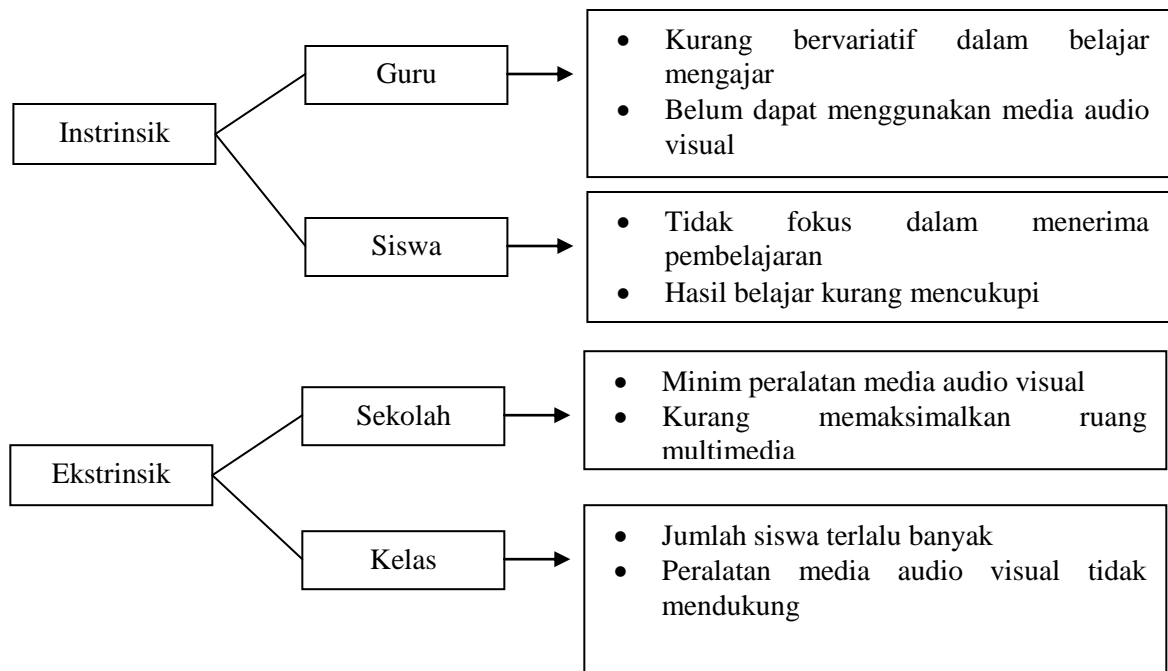 Instrinsik
Guru
• Kurang bervariatif dalam belajar
mengajar
• Belum dapat menggunakan media audio
visual
Siswa
• Tidak fokus dalam menerima
pembelajaran
• Hasil belajar kurang mencukupi
Ekstrinsik
Sekolah
• Minim peralatan media audio visual
• Kurang memaksimalkan ruang
multimedia
Kelas
• Jumlah siswa terlalu banyak
• Peralatan media audio visual tidak
mendukung